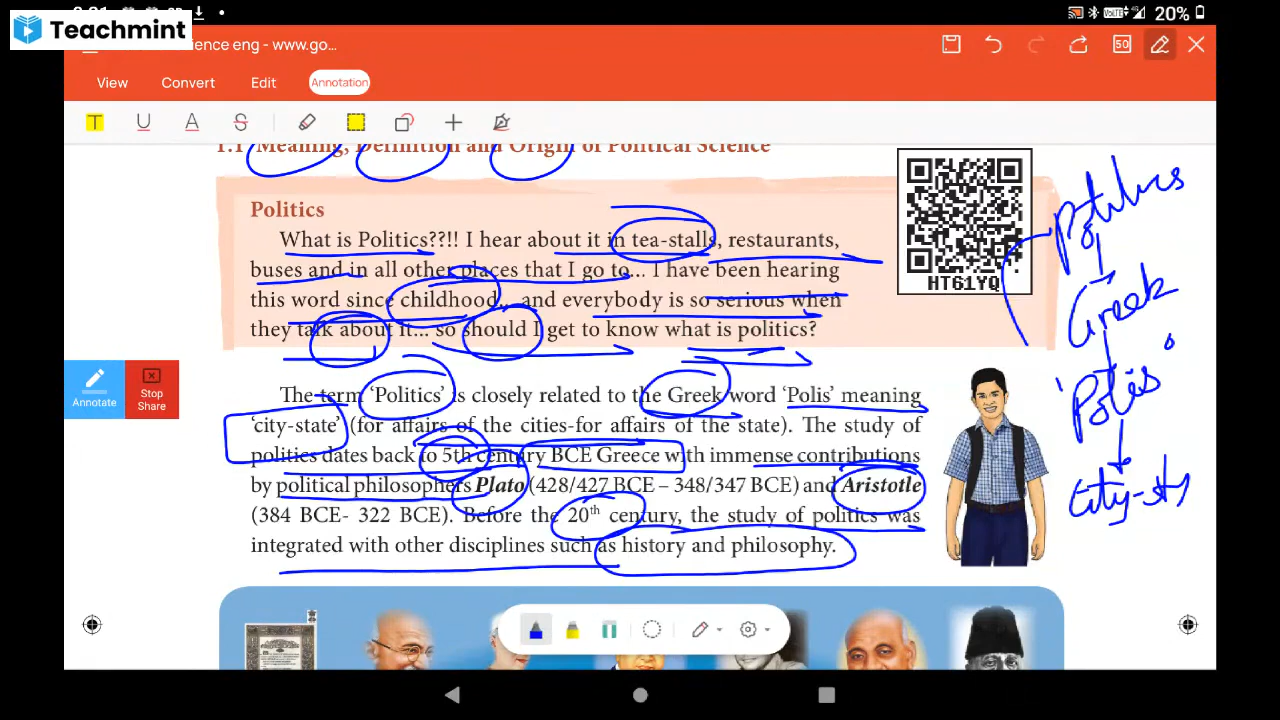 Teachmint
20%
ience eng - www.go...
50
View Convert Edit Annotation
T U A S
1.1 Meaning, Definition and Origin of Political Science
Politics
What is Politics??!! I hear about it in tea-stalls, restaurants,
buses and in all other places that I go to... I have been hearing
this word since childhood... and everybody is so serious when
they talk about it... so should I get to know what is politics?
HT61YQ
The term ‘Politics’ is closely related to the Greek word ‘Polis’ meaning
‘city-state’ (for affairs of the cities-for affairs of the state). The study of
politics dates back to 5th century BCE Greece with immense contributions
by political philosophers Plato (428/427 BCE – 348/347 BCE) and Aristotle
(384 BCE- 322 BCE). Before the 20th century, the study of politics was
integrated with other disciplines such as history and philosophy.
Politics
Greek
'Polis'
City-st
Annotate
Stop
Share